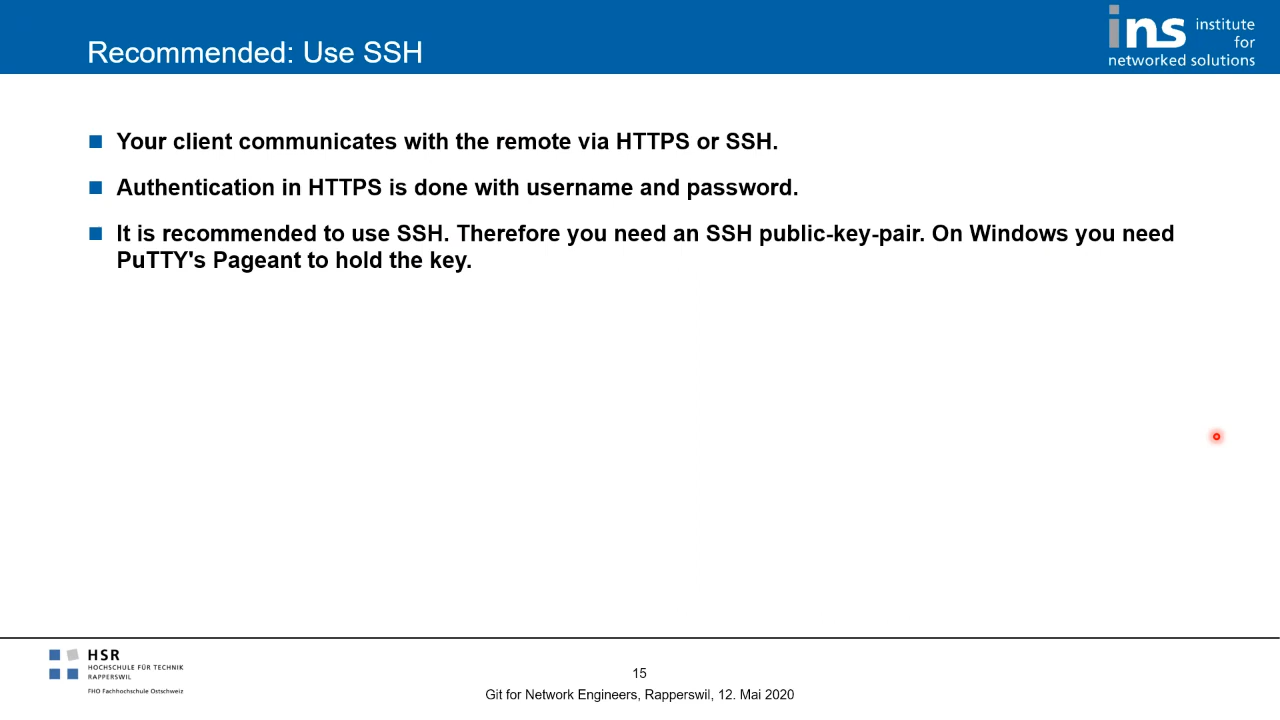 Recommended: Use SSH
ins institute
for
networked solutions
Your client communicates with the remote via HTTPS or SSH.
Authentication in HTTPS is done with username and password.
It is recommended to use SSH. Therefore you need an SSH public-key-pair. On Windows you need
PuTTY's Pageant to hold the key.
HSR
HOCHSCHULE FÜR TECHNIK
RAPPERSWIL
FHO Fachhochschule Ostschweiz
15
Git for Network Engineers, Rapperswil, 12. Mai 2020